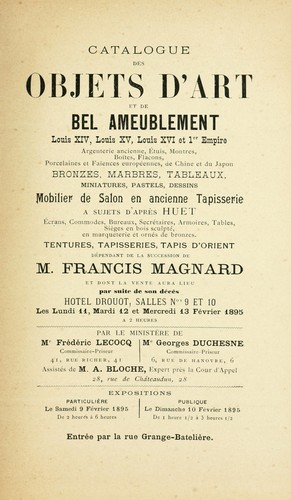 CATALOGUE
DES
OBJETS D'ART
ET DE
BEL AMEUBLEMENT
Louis XIV, Louis XV, Louis XVI et 1er Empire
Argenterie ancienne, Étuis, Montres,
Boîtes, Flacons,
Porcelaines et Faïences européennes, de Chine et du Japon
BRONZES, MARBRES, TABLEAUX,
MINIATURES, PASTELS, DESSINS
Mobilier de Salon en ancienne Tapisserie
A SUJETS D'APRÈS HUET
Écrans, Commodes, Bureaux, Secrétaires, Armoires, Tables,
Sièges en bois sculpté,
en marqueterie et ornés de bronzes.
TENTURES, TAPISSERIES, TAPIS D'ORIENT
DÉPENDANT DE LA SUCCESSION DE
M. FRANCIS MAGNARD
ET DONT LA VENTE AURA LIEU
par suite de son décès
HOTEL DROUOT, SALLES Nos 9 ET 10
Les Lundi 11, Mardi 12 et Mercredi 13 Février 1895
A 2 HEURES
PAR LE MINISTÈRE DE
Me Frédéric LECOCQ
Commissaire-Priseur
41, RUE RICHER, 41
Me Georges DUCHESNE
Commissaire-Priseur
6, RUE DE HANOVRE, 6
Assistés de M. A. BLOCHE, Expert près la Cour d'Appel
28, rue de Châteaudun, 28
EXPOSITIONS
PARTICULIÈRE
Le Samedi 9 Février 1895
De 2 heures à 6 heures
PUBLIQUE
Le Dimanche 10 Février 1895
De 1 h 1/2 à 5 h 1/2
Entrée par la rue Grange-Batelière.